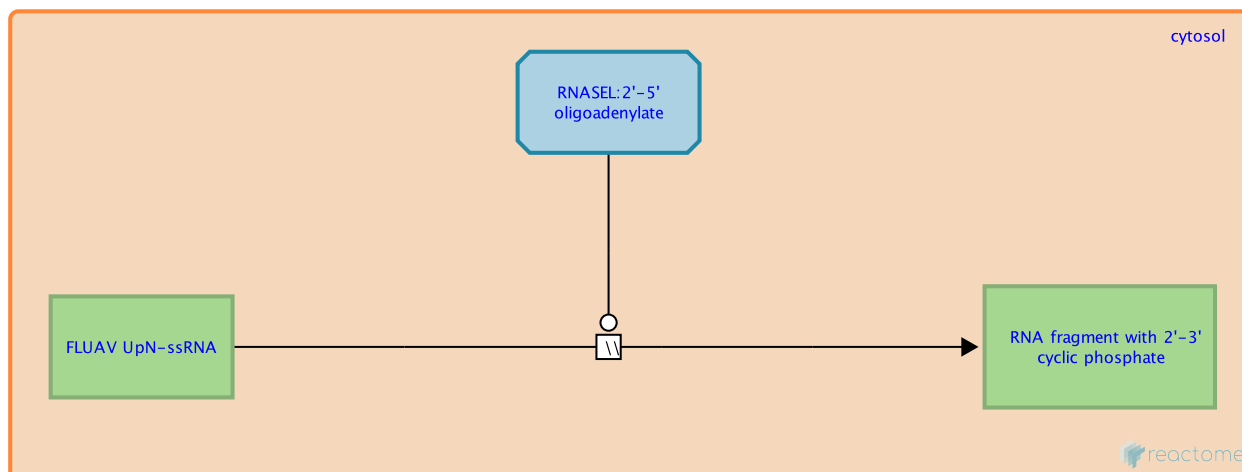 cytosol
RNASEL:2'-5'
oligoadenylate
FLUAV UpN-ssRNA
\\
RNA fragment with 2'-3'
cyclic phosphate
reactome